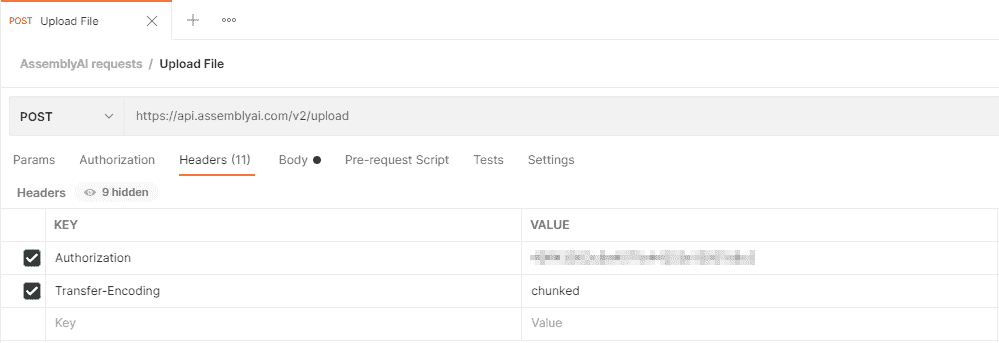 POST Upload File
AssemblyAI requests / Upload File
POST https://api.assemblyai.com/v2/upload
Params Authorization Headers (11) Body Pre-request Script Tests Settings
Headers 9 hidden
KEY VALUE
Authorization
Transfer-Encoding chunked
Key Value